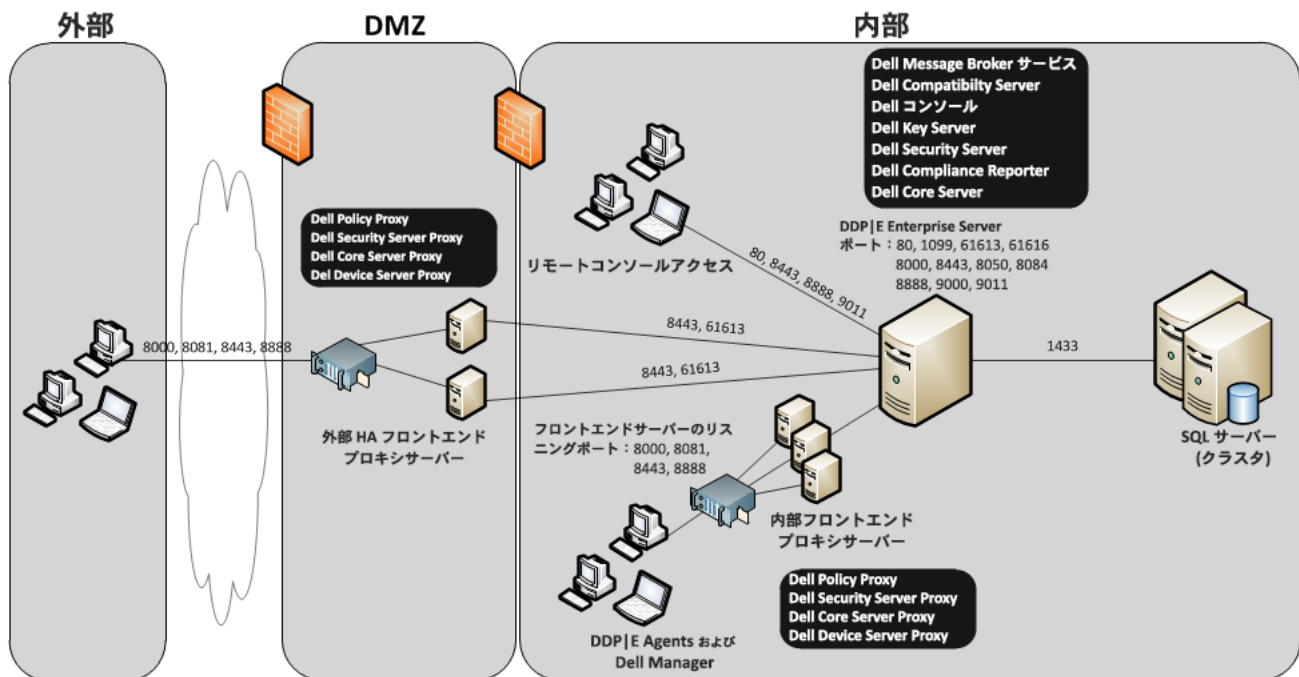 外部
DMZ
内部
Dell Message Broker サービス
Dell Compatibilty Server
Dell コンソール
Dell Key Server
Dell Security Server
Dell Compliance Reporter
Dell Core Server
Dell Policy Proxy
Dell Security Server Proxy
Dell Core Server Proxy
Del Device Server Proxy
リモートコンソールアクセス
DDP|E Enterprise Server
ポート：80, 1099, 61613, 61616
8000, 8443, 8050, 8084
8888, 9000, 9011
80, 8443, 8888, 9011
8443, 61613
8000, 8081, 8443, 8888
1433
8443, 61613
外部 HA フロントエンド
プロキシサーバー
フロントエンドサーバーのリス
ニングポート：8000, 8081,
8443, 8888
SQL サーバー
(クラスタ)
内部フロントエンド
プロキシサーバー
Dell Policy Proxy
Dell Security Server Proxy
Dell Core Server Proxy
Dell Device Server Proxy
DDP|E Agents および
Dell Manager